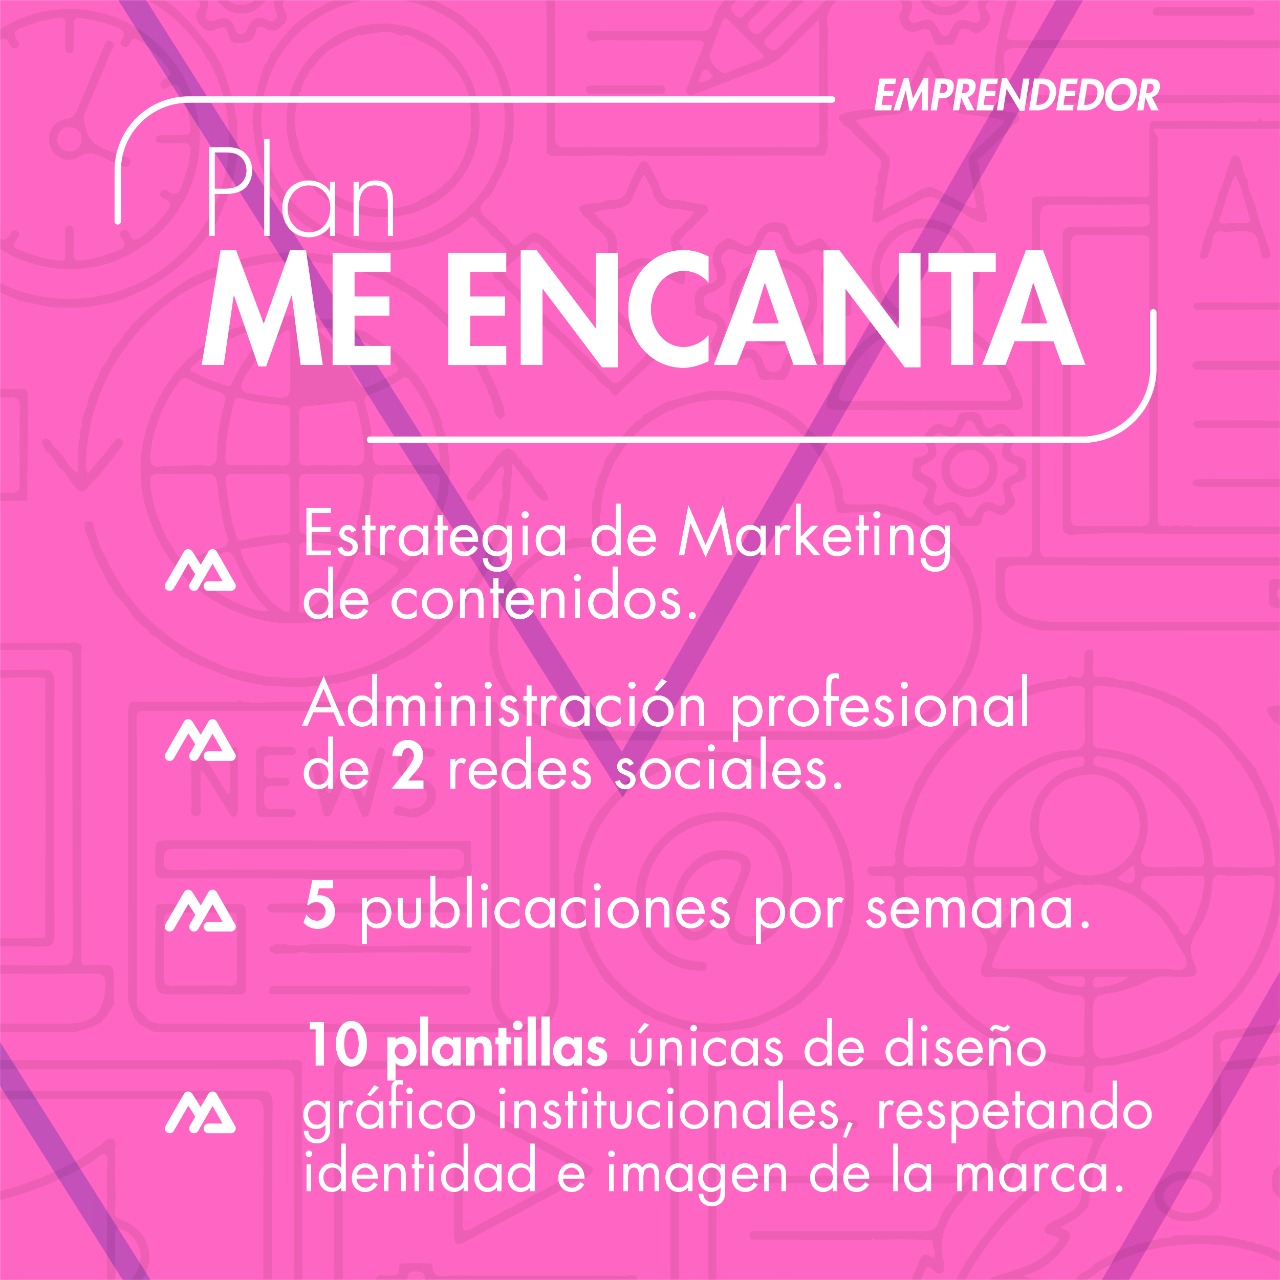 EMPRENDEDOR
Plan
ME ENCANTA
Estrategia de Marketing
de contenidos.
Administración profesional
de 2 redes sociales.
NEWS
5 publicaciones por semana.
10 plantillas únicas de diseño
gráfico institucionales, respetando
identidad e imagen de la marca.
A